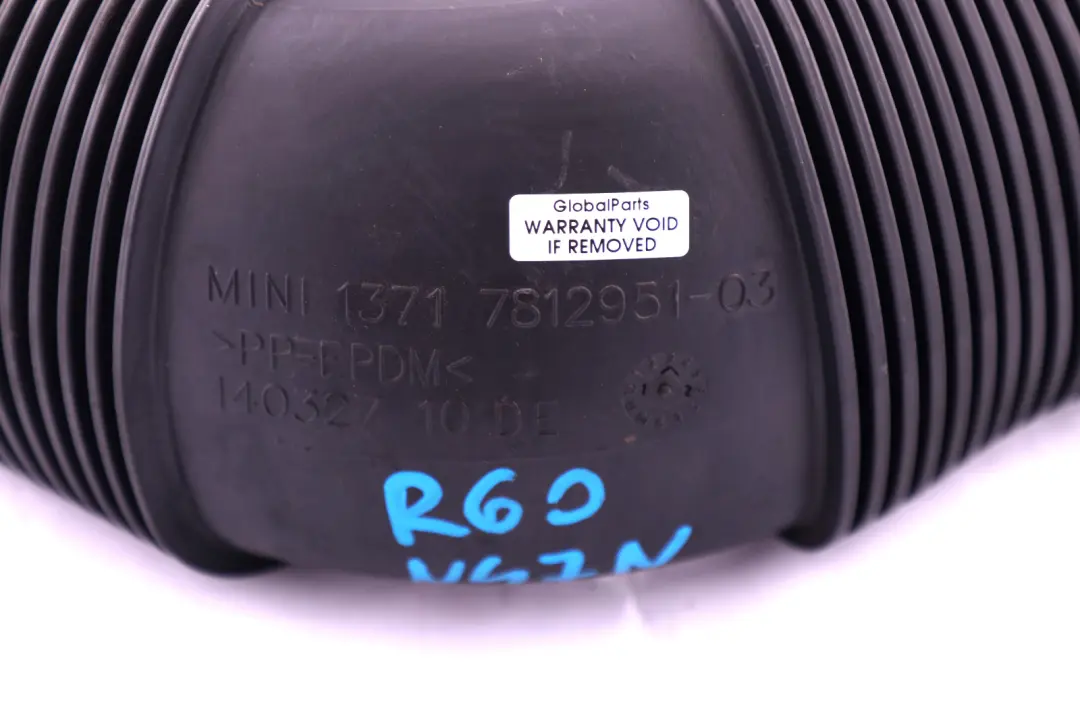 GlobalParts
WARRANTY VOID
IF REMOVED
MINI 1371 7812951-03
>PP-EPDM<
140327 10 DE
R60